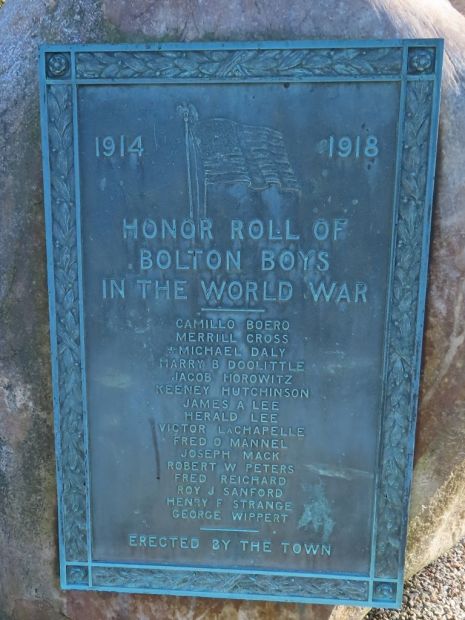 1914 1918
HONOR ROLL OF
BOLTON BOYS
IN THE WORLD WAR
CAMILLO BOERO
MERRILL CROSS
*MICHAEL DALY
HARRY B DOOLITTLE
JACOB HOROWITZ
KEENEY HUTCHINSON
JAMES A LEE
HERALD LEE
VICTOR LACHAPELLE
FRED O MANNEL
JOSEPH MACK
ROBERT W PETERS
FRED REICHARD
ROY J SANFORD
HENRY F STRANGE
GEORGE WIPPERT
ERECTED BY THE TOWN